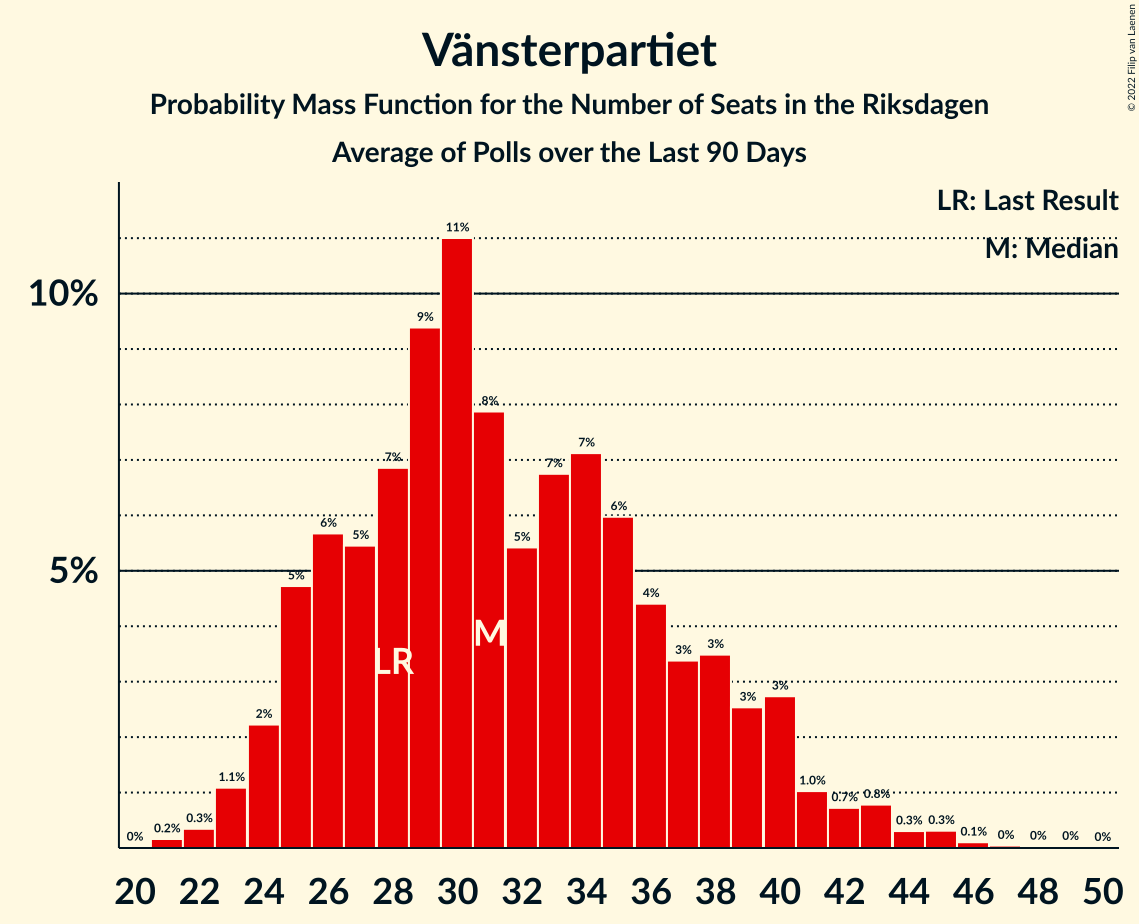 Vänsterpartiet
Probability Mass Function for the Number of Seats in the Riksdagen
Average of Polls over the Last 90 Days
© 2022 Filip van Laenen
LR: Last Result
M: Median
10%
5%
0% 0.2% 0.3% 1.1% 2% 5% 6% 5% 7% 9% 11% 8% 5% 7% 7% 6% 4% 3% 3% 3% 3% 1.0% 0.7% 0.8% 0.3% 0.3% 0.1% 0% 0% 0% 0%
LR M
20 22 24 26 28 30 32 34 36 38 40 42 44 46 48 50